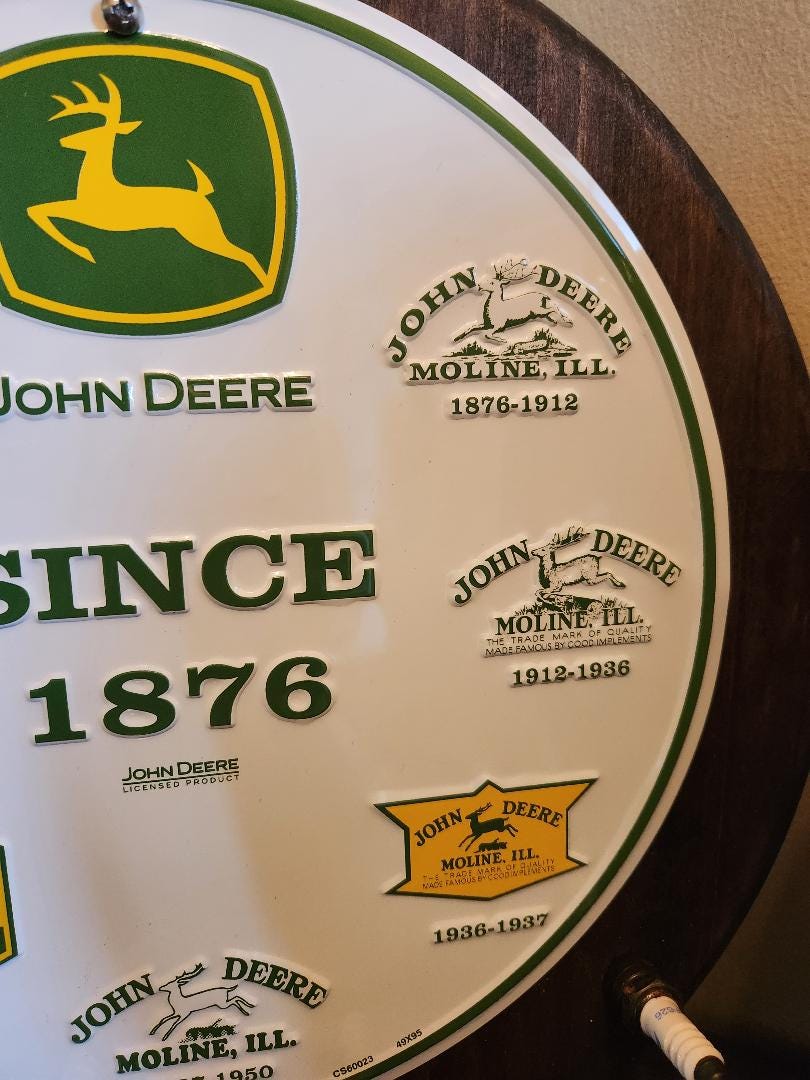 JOHN DEERE
JOHN DEERE
MOLINE, ILL.
1876-1912
SINCE
1876
JOHN DEERE
LICENSED PRODUCT
JOHN DEERE
MOLINE, ILL.
THE TRADE MARK OF QUALITY
MADE FAMOUS BY GOOD IMPLEMENTS
1912-1936
JOHN DEERE
MOLINE, ILL.
THE TRADE MARK OF QUALITY
MADE FAMOUS BY GOOD IMPLEMENTS
1936-1937
JOHN DEERE
MOLINE, ILL.
1950
CS60023 49X95